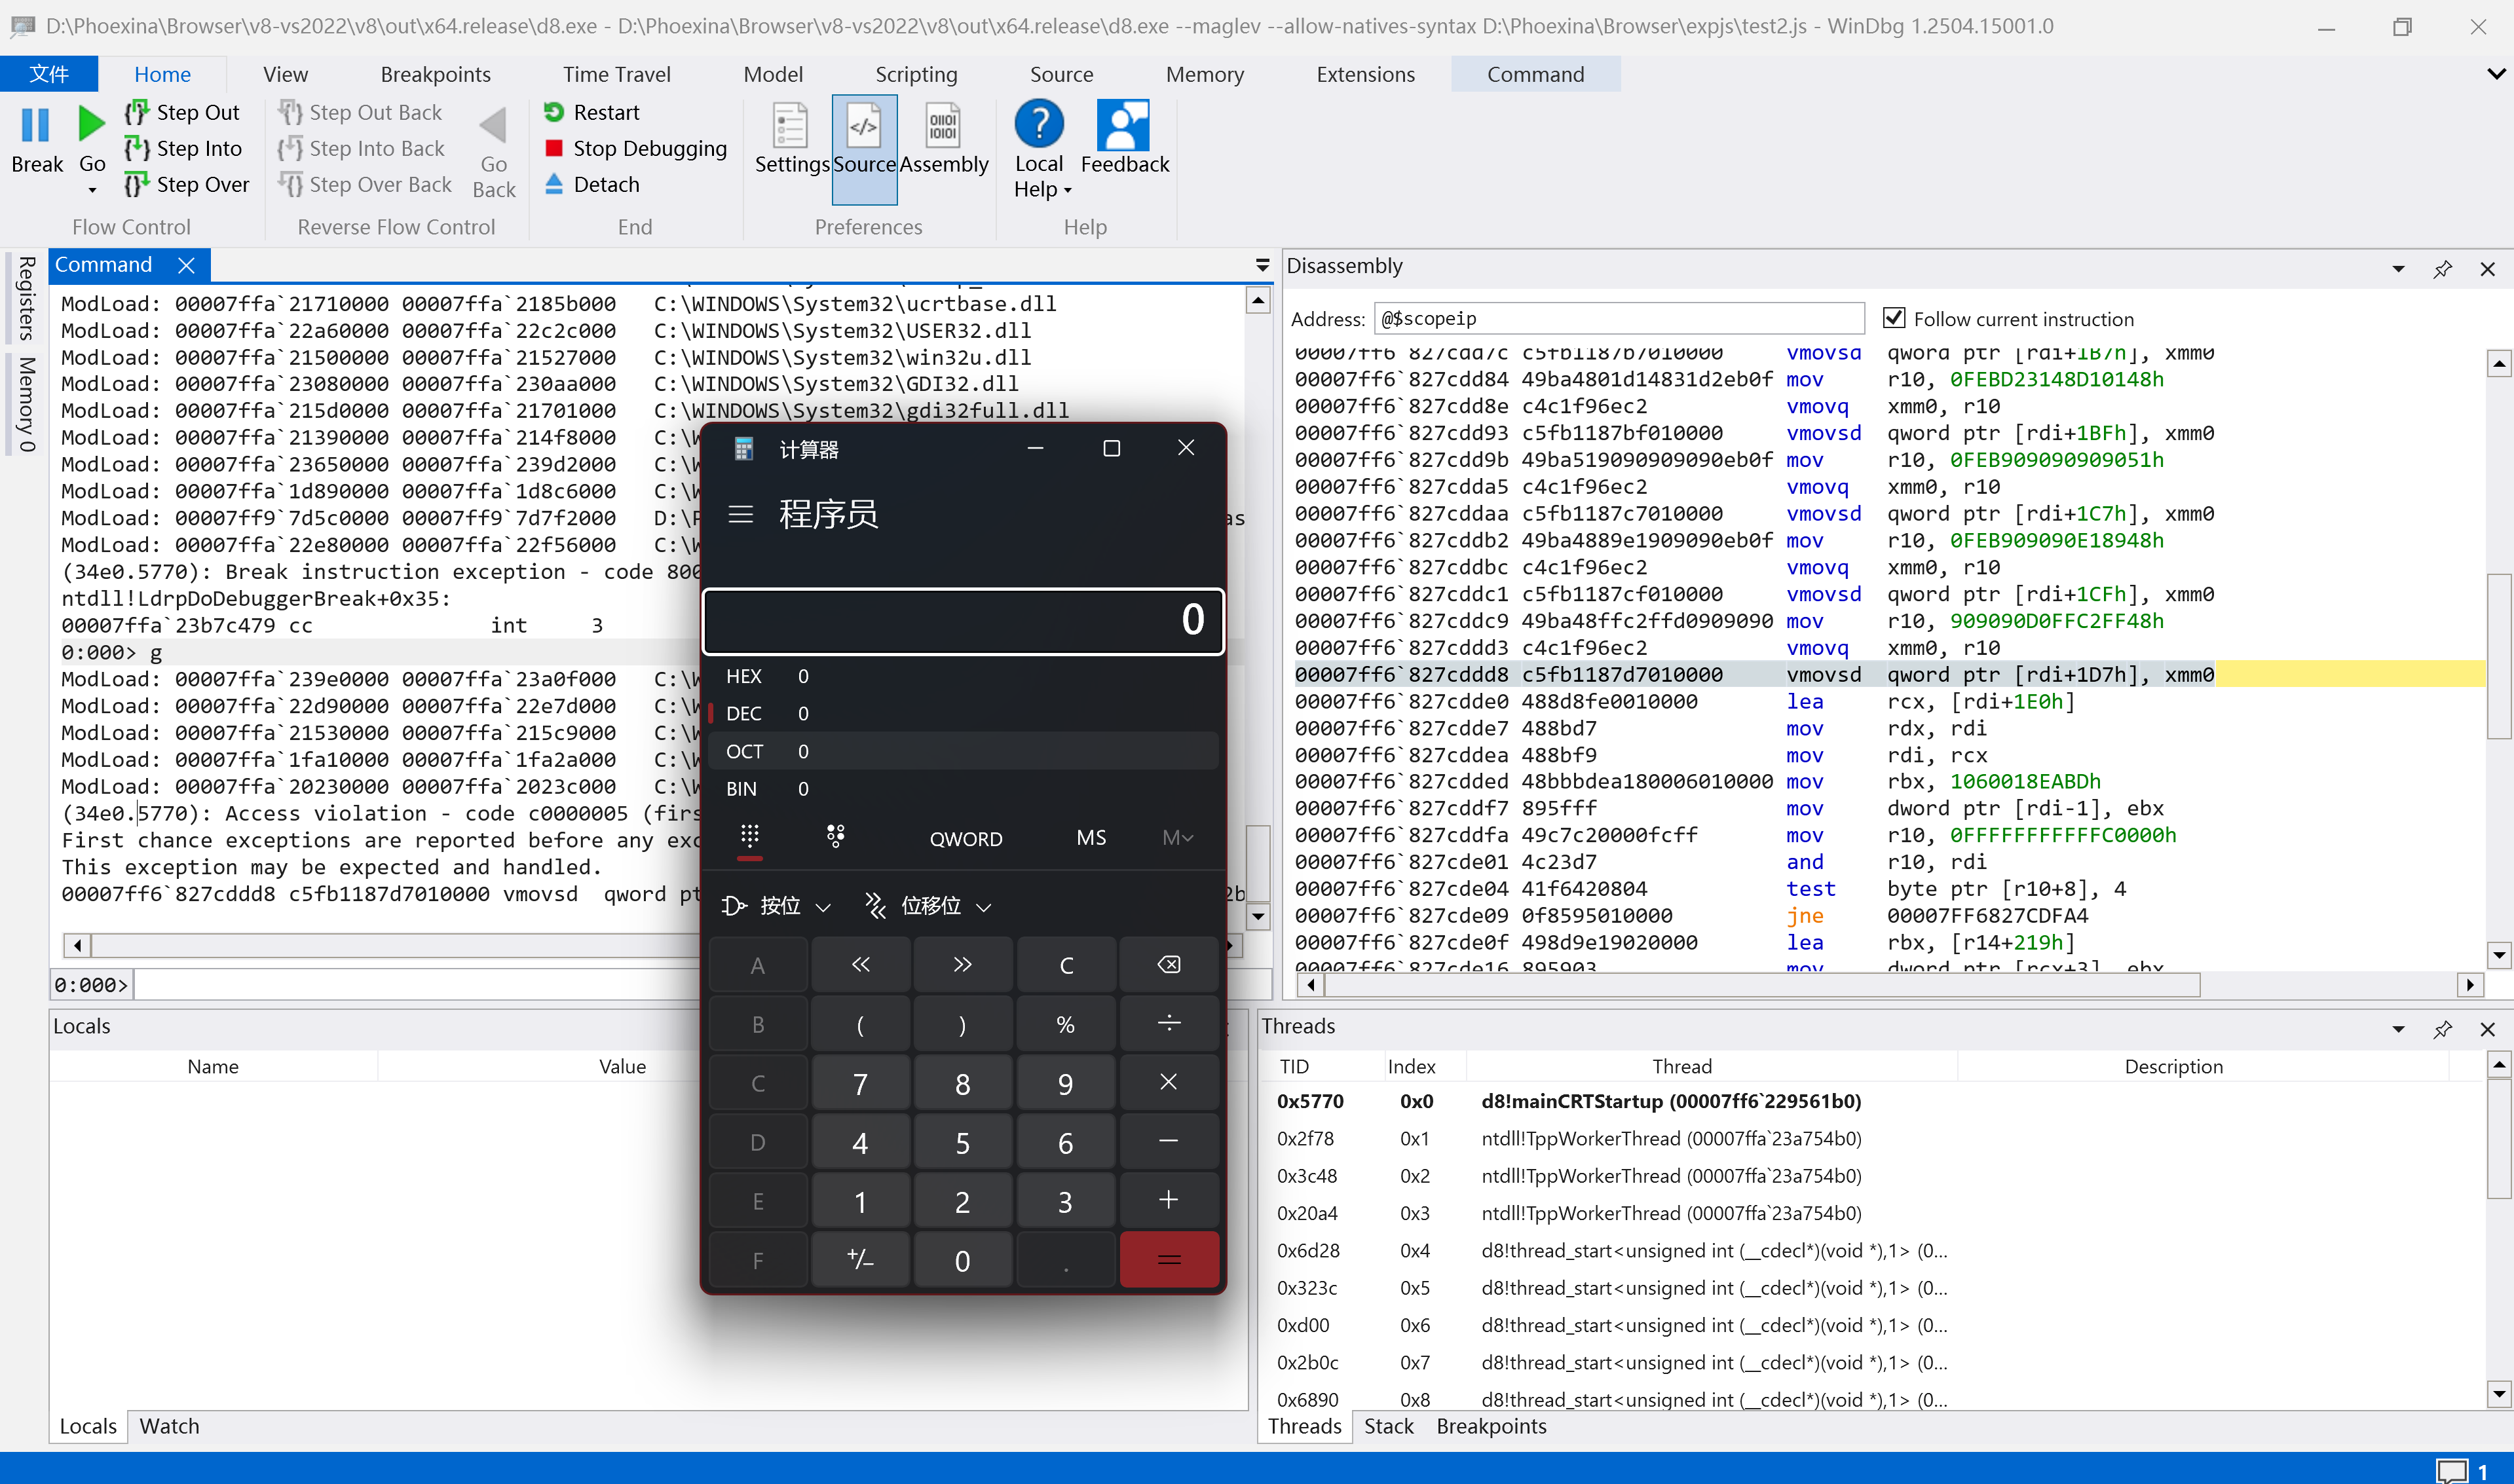 D:\Phoexina\Browser\v8-vs2022\v8\out\x64.release\d8.exe - D:\Phoexina\Browser\v8-vs2022\v8\out\x64.release\d8.exe --maglev --allow-natives-syntax D:\Phoexina\Browser\expjs\test2.js - WinDbg 1.2504.15001.0
文件 Home View Breakpoints Time Travel Model Scripting Source Memory Extensions Command
Break
Go
Step Out
Step Into
Step Over
Flow Control
Step Out Back
Step Into Back
Step Over Back
Go Back
Reverse Flow Control
Restart
Stop Debugging
Detach
End
Settings Source Assembly
Preferences
Local Help
Feedback
Help
Registers
Memory 0
Command
ModLoad: 00007ffa`21710000 00007ffa`2185b000 C:\WINDOWS\System32\ucrtbase.dll
ModLoad: 00007ffa`22a60000 00007ffa`22c2c000 C:\WINDOWS\System32\USER32.dll
ModLoad: 00007ffa`21500000 00007ffa`21527000 C:\WINDOWS\System32\win32u.dll
ModLoad: 00007ffa`23080000 00007ffa`230aa000 C:\WINDOWS\System32\GDI32.dll
ModLoad: 00007ffa`215d0000 00007ffa`21701000 C:\WINDOWS\System32\gdi32full.dll
ModLoad: 00007ffa`21390000 00007ffa`214f8000 C:\W
ModLoad: 00007ffa`23650000 00007ffa`239d2000 C:\W
ModLoad: 00007ffa`1d890000 00007ffa`1d8c6000 C:\W
ModLoad: 00007ff9`7d5c0000 00007ff9`7d7f2000 D:\P as
ModLoad: 00007ffa`22e80000 00007ffa`22f56000 C:\W
(34e0.5770): Break instruction exception - code 800
ntdll!LdrpDoDebuggerBreak+0x35:
00007ffa`23b7c479 cc int 3
0:000> g
ModLoad: 00007ffa`239e0000 00007ffa`23a0f000 C:\W
ModLoad: 00007ffa`22d90000 00007ffa`22e7d000 C:\W
ModLoad: 00007ffa`21530000 00007ffa`215c9000 C:\W
ModLoad: 00007ffa`1fa10000 00007ffa`1fa2a000 C:\W
ModLoad: 00007ffa`20230000 00007ffa`2023c000 C:\W
(34e0.5770): Access violation - code c0000005 (firs
First chance exceptions are reported before any exc
This exception may be expected and handled.
00007ff6`827cddd8 c5fb1187d7010000 vmovsd qword pt 2b
0:000>
计算器
程序员
0
HEX 0
DEC 0
OCT 0
BIN 0
QWORD MS M
按位 位移位
A << >> C
B ( ) % ÷
C 7 8 9 ×
D 4 5 6 −
E 1 2 3 +
F +/− 0 . =
Disassembly
Address: @$scopeip Follow current instruction
00007ff6`827cdd7c c5fb1187b7010000 vmovsd qword ptr [rdi+1B7h], xmm0
00007ff6`827cdd84 49ba4801d14831d2eb0f mov r10, 0FEBD23148D10148h
00007ff6`827cdd8e c4c1f96ec2 vmovq xmm0, r10
00007ff6`827cdd93 c5fb1187bf010000 vmovsd qword ptr [rdi+1BFh], xmm0
00007ff6`827cdd9b 49ba519090909090eb0f mov r10, 0FEB909090909051h
00007ff6`827cdda5 c4c1f96ec2 vmovq xmm0, r10
00007ff6`827cddaa c5fb1187c7010000 vmovsd qword ptr [rdi+1C7h], xmm0
00007ff6`827cddb2 49ba4889e1909090eb0f mov r10, 0FEB909090E18948h
00007ff6`827cddbc c4c1f96ec2 vmovq xmm0, r10
00007ff6`827cddc1 c5fb1187cf010000 vmovsd qword ptr [rdi+1CFh], xmm0
00007ff6`827cddc9 49ba48ffc2ffd0909090 mov r10, 909090D0FFC2FF48h
00007ff6`827cddd3 c4c1f96ec2 vmovq xmm0, r10
00007ff6`827cddd8 c5fb1187d7010000 vmovsd qword ptr [rdi+1D7h], xmm0
00007ff6`827cdde0 488d8fe0010000 lea rcx, [rdi+1E0h]
00007ff6`827cdde7 488bd7 mov rdx, rdi
00007ff6`827cddea 488bf9 mov rdi, rcx
00007ff6`827cdded 48bbbdea180006010000 mov rbx, 1060018EABDh
00007ff6`827cddf7 895fff mov dword ptr [rdi-1], ebx
00007ff6`827cddfa 49c7c20000fcff mov r10, 0FFFFFFFFFFFC0000h
00007ff6`827cde01 4c23d7 and r10, rdi
00007ff6`827cde04 41f6420804 test byte ptr [r10+8], 4
00007ff6`827cde09 0f8595010000 jne 00007FF6827CDFA4
00007ff6`827cde0f 498d9e19020000 lea rbx, [r14+219h]
00007ff6`827cde16 895903 mov dword ptr [rcx+3], ebx
Locals
Name Value
Locals Watch
Threads
TID Index Thread Description
0x5770 0x0 d8!mainCRTStartup (00007ff6`229561b0)
0x2f78 0x1 ntdll!TppWorkerThread (00007ffa`23a754b0)
0x3c48 0x2 ntdll!TppWorkerThread (00007ffa`23a754b0)
0x20a4 0x3 ntdll!TppWorkerThread (00007ffa`23a754b0)
0x6d28 0x4 d8!thread_start<unsigned int (__cdecl*)(void *),1> (0...
0x323c 0x5 d8!thread_start<unsigned int (__cdecl*)(void *),1> (0...
0xd00 0x6 d8!thread_start<unsigned int (__cdecl*)(void *),1> (0...
0x2b0c 0x7 d8!thread_start<unsigned int (__cdecl*)(void *),1> (0...
0x6890 0x8 d8!thread_start<unsigned int (__cdecl*)(void *),1> (0...
Threads Stack Breakpoints
1